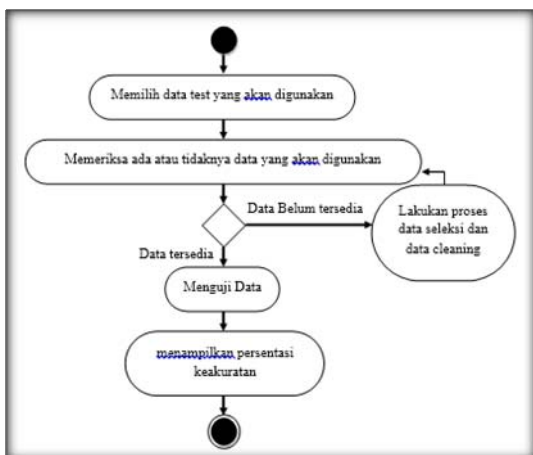 Memilih data test yang akan digunakan
Memeriksa ada atau tidaknya data yang akan digunakan
Data Belum tersedia
Lakukan proses
data seleksi dan
data cleaning
Data tersedia
Menguji Data
menampilkan persentasi
keakuratan